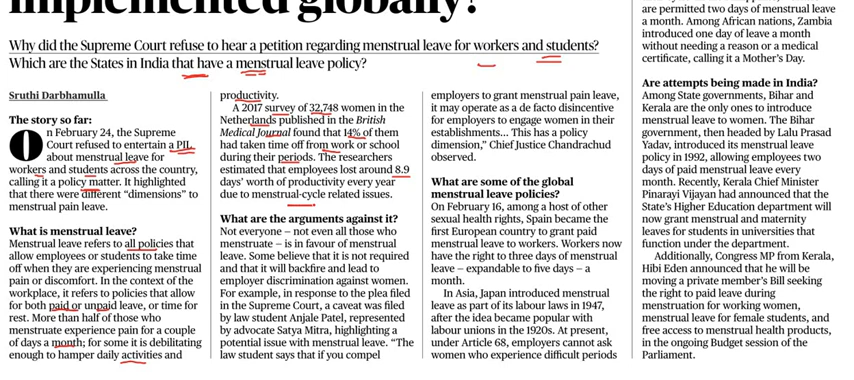 implemented globally?
Why did the Supreme Court refuse to hear a petition regarding menstrual leave for workers and students?
Which are the States in India that have a menstrual leave policy?
Sruthi Darbhamulla
The story so far:
On February 24, the Supreme
Court refused to entertain a PIL
about menstrual leave for
workers and students across the country,
calling it a policy matter. It highlighted
that there were different “dimensions” to
menstrual pain leave.
What is menstrual leave?
Menstrual leave refers to all policies that
allow employees or students to take time
off when they are experiencing menstrual
pain or discomfort. In the context of the
workplace, it refers to policies that allow
for both paid or unpaid leave, or time for
rest. More than half of those who
menstruate experience pain for a couple
of days a month; for some it is debilitating
enough to hamper daily activities and
productivity.
A 2017 survey of 32,748 women in the
Netherlands published in the British
Medical Journal found that 14% of them
had taken time off from work or school
during their periods. The researchers
estimated that employees lost around 8.9
days’ worth of productivity every year
due to menstrual-cycle related issues.
What are the arguments against it?
Not everyone – not even all those who
menstruate – is in favour of menstrual
leave. Some believe that it is not required
and that it will backfire and lead to
employer discrimination against women.
For example, in response to the plea filed
in the Supreme Court, a caveat was filed
by law student Anjale Patel, represented
by advocate Satya Mitra, highlighting a
potential issue with menstrual leave. “The
law student says that if you compel
employers to grant menstrual pain leave,
it may operate as a de facto disincentive
for employers to engage women in their
establishments... This has a policy
dimension,” Chief Justice Chandrachud
observed.
What are some of the global
menstrual leave policies?
On February 16, among a host of other
sexual health rights, Spain became the
first European country to grant paid
menstrual leave to workers. Workers now
have the right to three days of menstrual
leave – expandable to five days – a
month.
In Asia, Japan introduced menstrual
leave as part of its labour laws in 1947,
after the idea became popular with
labour unions in the 1920s. At present,
under Article 68, employers cannot ask
women who experience difficult periods
are permitted two days of menstrual leave
a month. Among African nations, Zambia
introduced one day of leave a month
without needing a reason or a medical
certificate, calling it a Mother’s Day.
Are attempts being made in India?
Among State governments, Bihar and
Kerala are the only ones to introduce
menstrual leave to women. The Bihar
government, then headed by Lalu Prasad
Yadav, introduced its menstrual leave
policy in 1992, allowing employees two
days of paid menstrual leave every
month. Recently, Kerala Chief Minister
Pinarayi Vijayan had announced that the
State’s Higher Education department will
now grant menstrual and maternity
leaves for students in universities that
function under the department.
Additionally, Congress MP from Kerala,
Hibi Eden announced that he will be
moving a private member’s Bill seeking
the right to paid leave during
menstruation for working women,
menstrual leave for female students, and
free access to menstrual health products,
in the ongoing Budget session of the
Parliament.